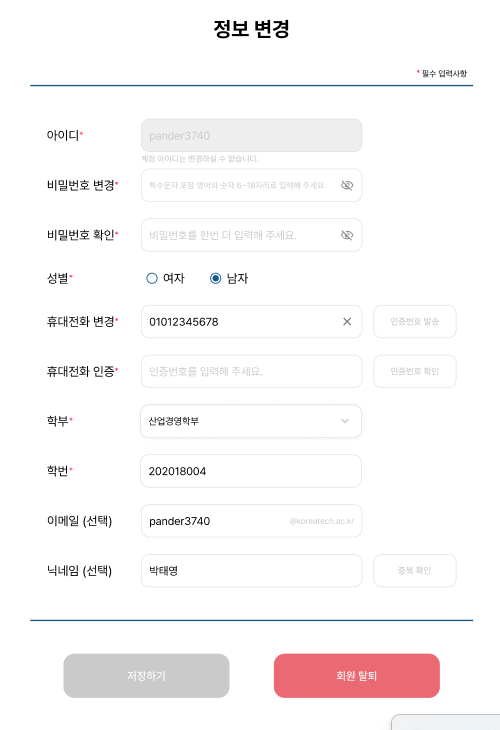 정보 변경
* 필수 입력사항
아이디* pander3740
계정 아이디는 변경하실 수 없습니다.
비밀번호 변경* 특수문자 포함 영어와 숫자 6~18자리로 입력해 주세요.
비밀번호 확인* 비밀번호를 한번 더 입력해 주세요.
성별* 여자 남자
휴대전화 변경* 01012345678 인증번호 발송
휴대전화 인증* 인증번호를 입력해 주세요. 인증번호 확인
학부* 산업경영학부
학번* 202018004
이메일 (선택) pander3740 @koreatech.ac.kr
닉네임 (선택) 박태영 중복 확인
저장하기 회원 탈퇴